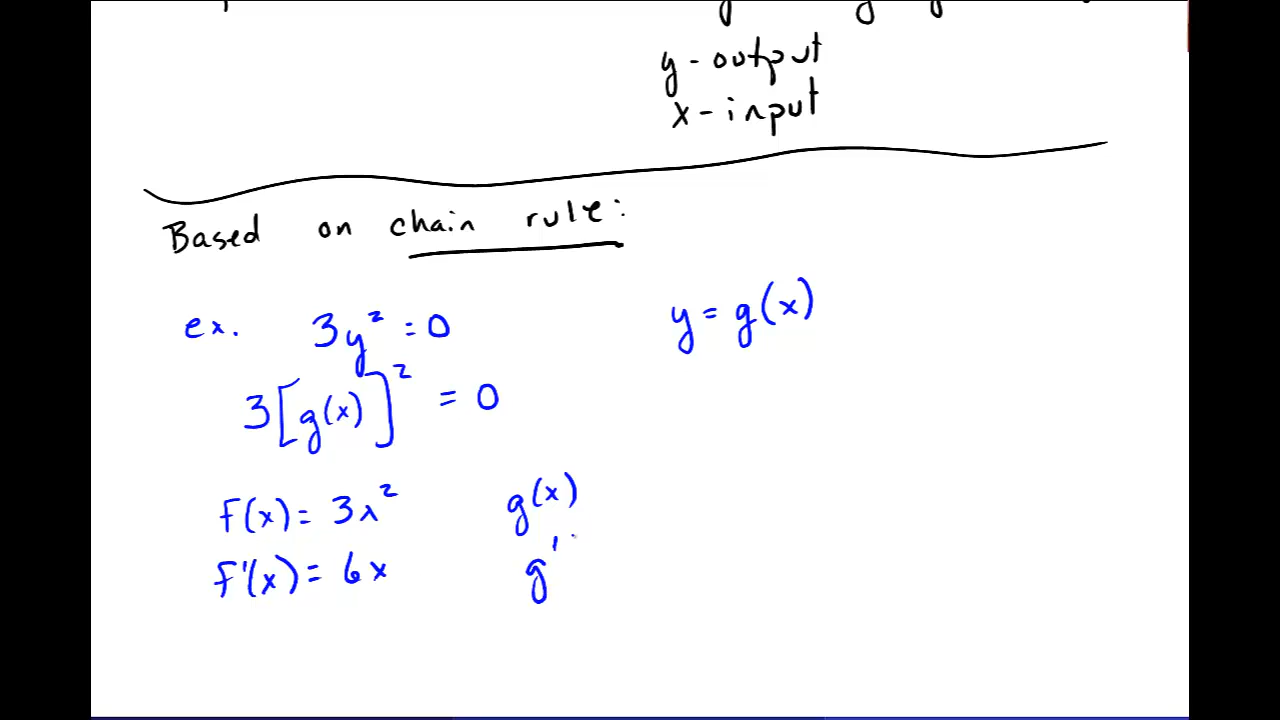 y - output
x - input
Based on chain rule:
ex. 3y² = 0 y = g(x)
3[g(x)]² = 0
f(x) = 3x² g(x)
f'(x) = 6x g'